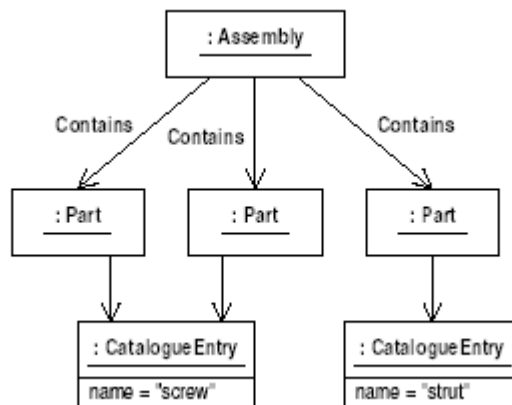 : Assembly
Contains
Contains
Contains
: Part
: Part
: Part
: CatalogueEntry
: CatalogueEntry
name = "screw"
name = "strut"